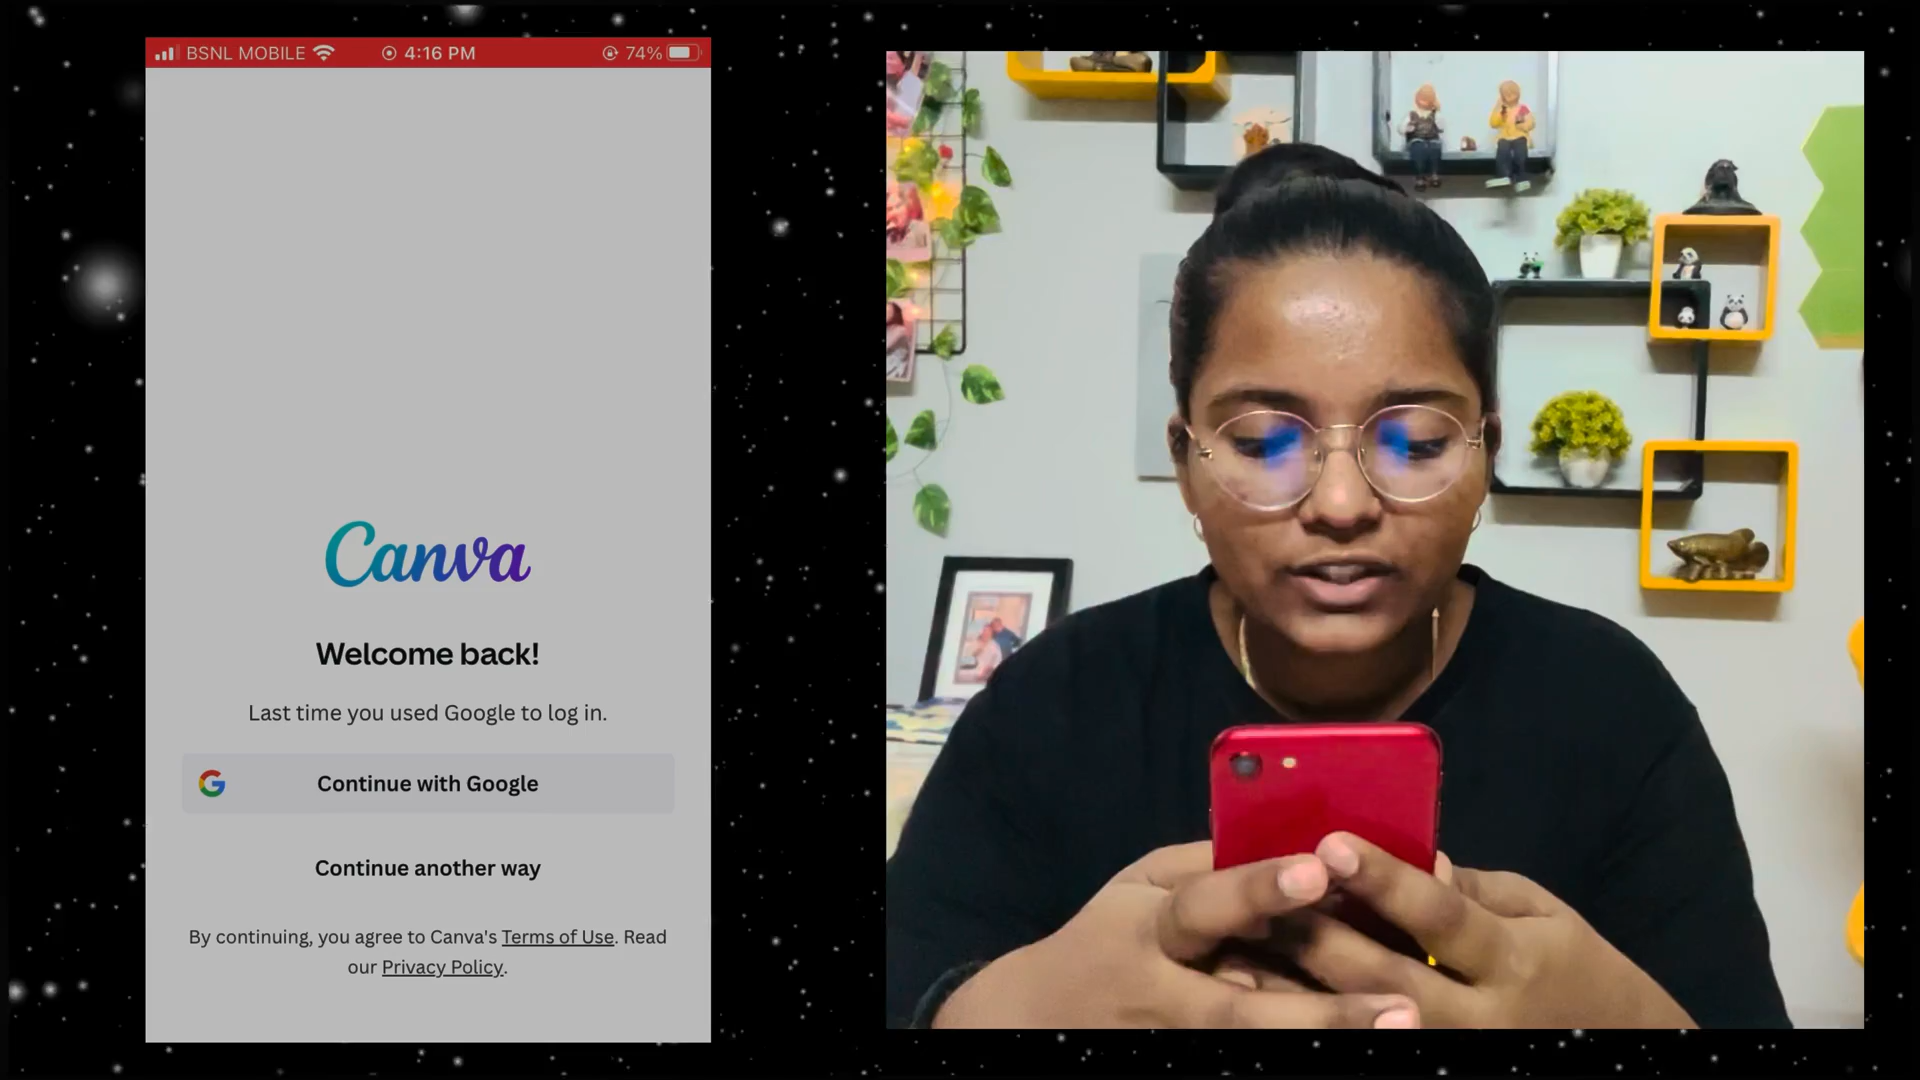 BSNL MOBILE 4:16 PM 74%
Canva
Welcome back!
Last time you used Google to log in.
Continue with Google
Continue another way
By continuing, you agree to Canva's Terms of Use. Read
our Privacy Policy.